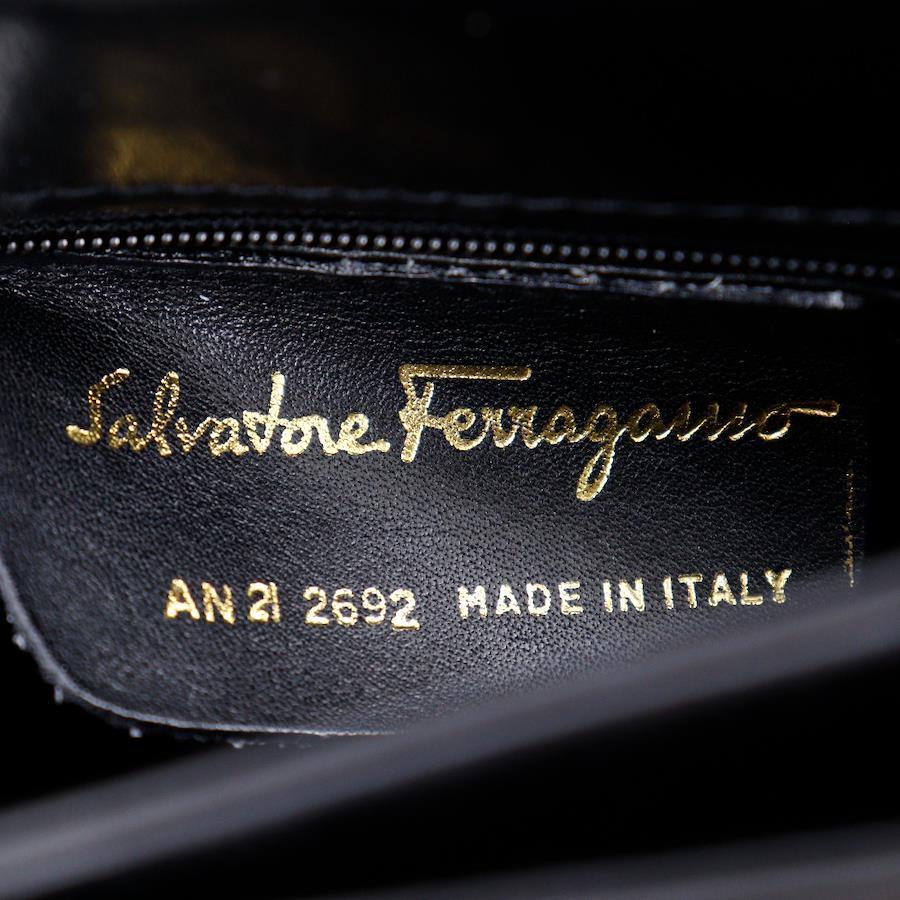 Salvatore Ferragamo
AN 21 2692 MADE IN ITALY